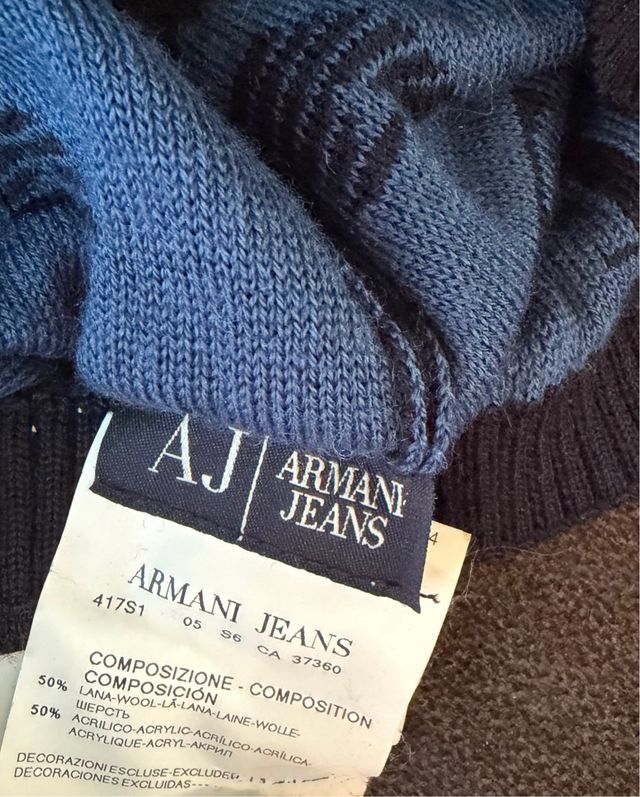 AJ
ARMANI
JEANS
4
ARMANI JEANS
417S1 05 S6 CA 37360
COMPOSIZIONE - COMPOSITION
COMPOSICIÓN
50% LANA-WOOL-LÃ-LANA-LAINE-WOLLE-
ШЕРСТЬ
50% ACRILICO-ACRYLIC-ACRÍLICO-ACRÍLICA-
ACRYLIQUE-ACRYL-АКРИЛ
DECORAZIONI ESCLUSE-EXCLUDED
DECORACIONES EXCLUIDAS---